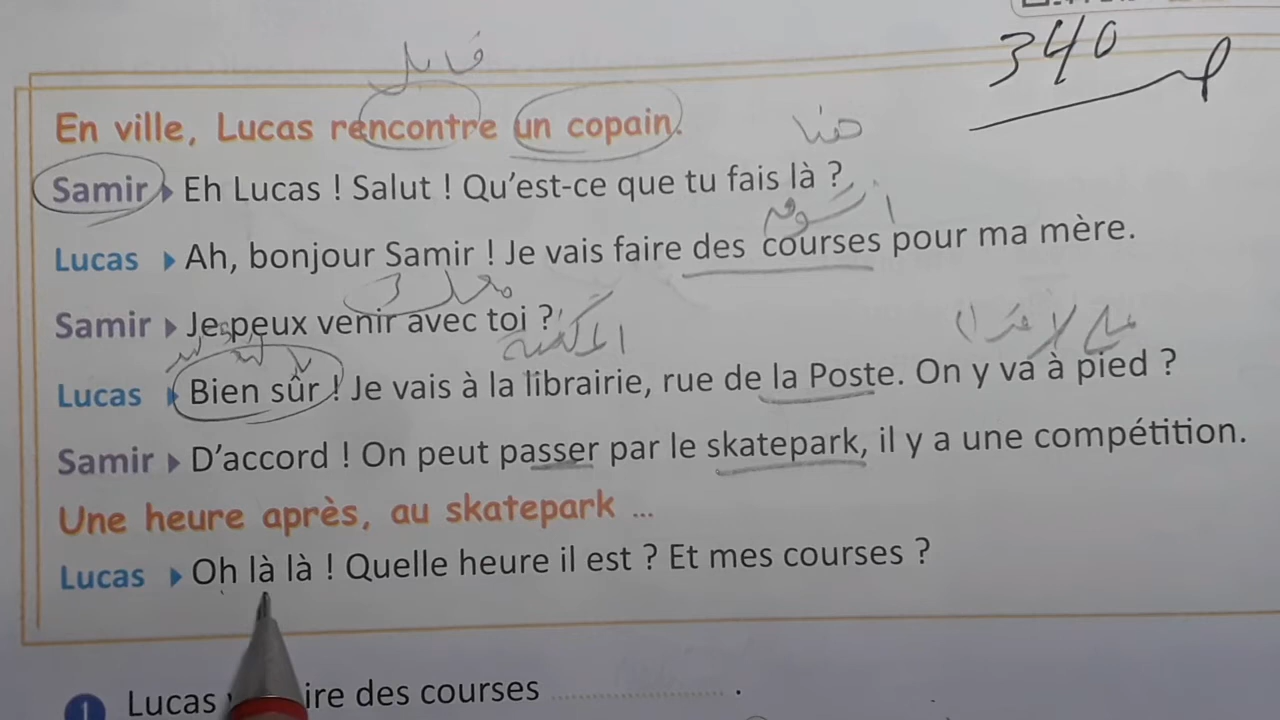 340
قابل
En ville, Lucas rencontre un copain.
هنا
Samir ▸ Eh Lucas ! Salut ! Qu'est-ce que tu fais là ?
Lucas ▸ Ah, bonjour Samir ! Je vais faire des courses pour ma mère.
Samir ▸ Je peux venir avec toi ?
المكتبة
Lucas ▸ Bien sûr ! Je vais à la librairie, rue de la Poste. On y va à pied ?
Samir ▸ D'accord ! On peut passer par le skatepark, il y a une compétition.
Une heure après, au skatepark ...
Lucas ▸ Oh là là ! Quelle heure il est ? Et mes courses ?
1 Lucas ire des courses .................... .